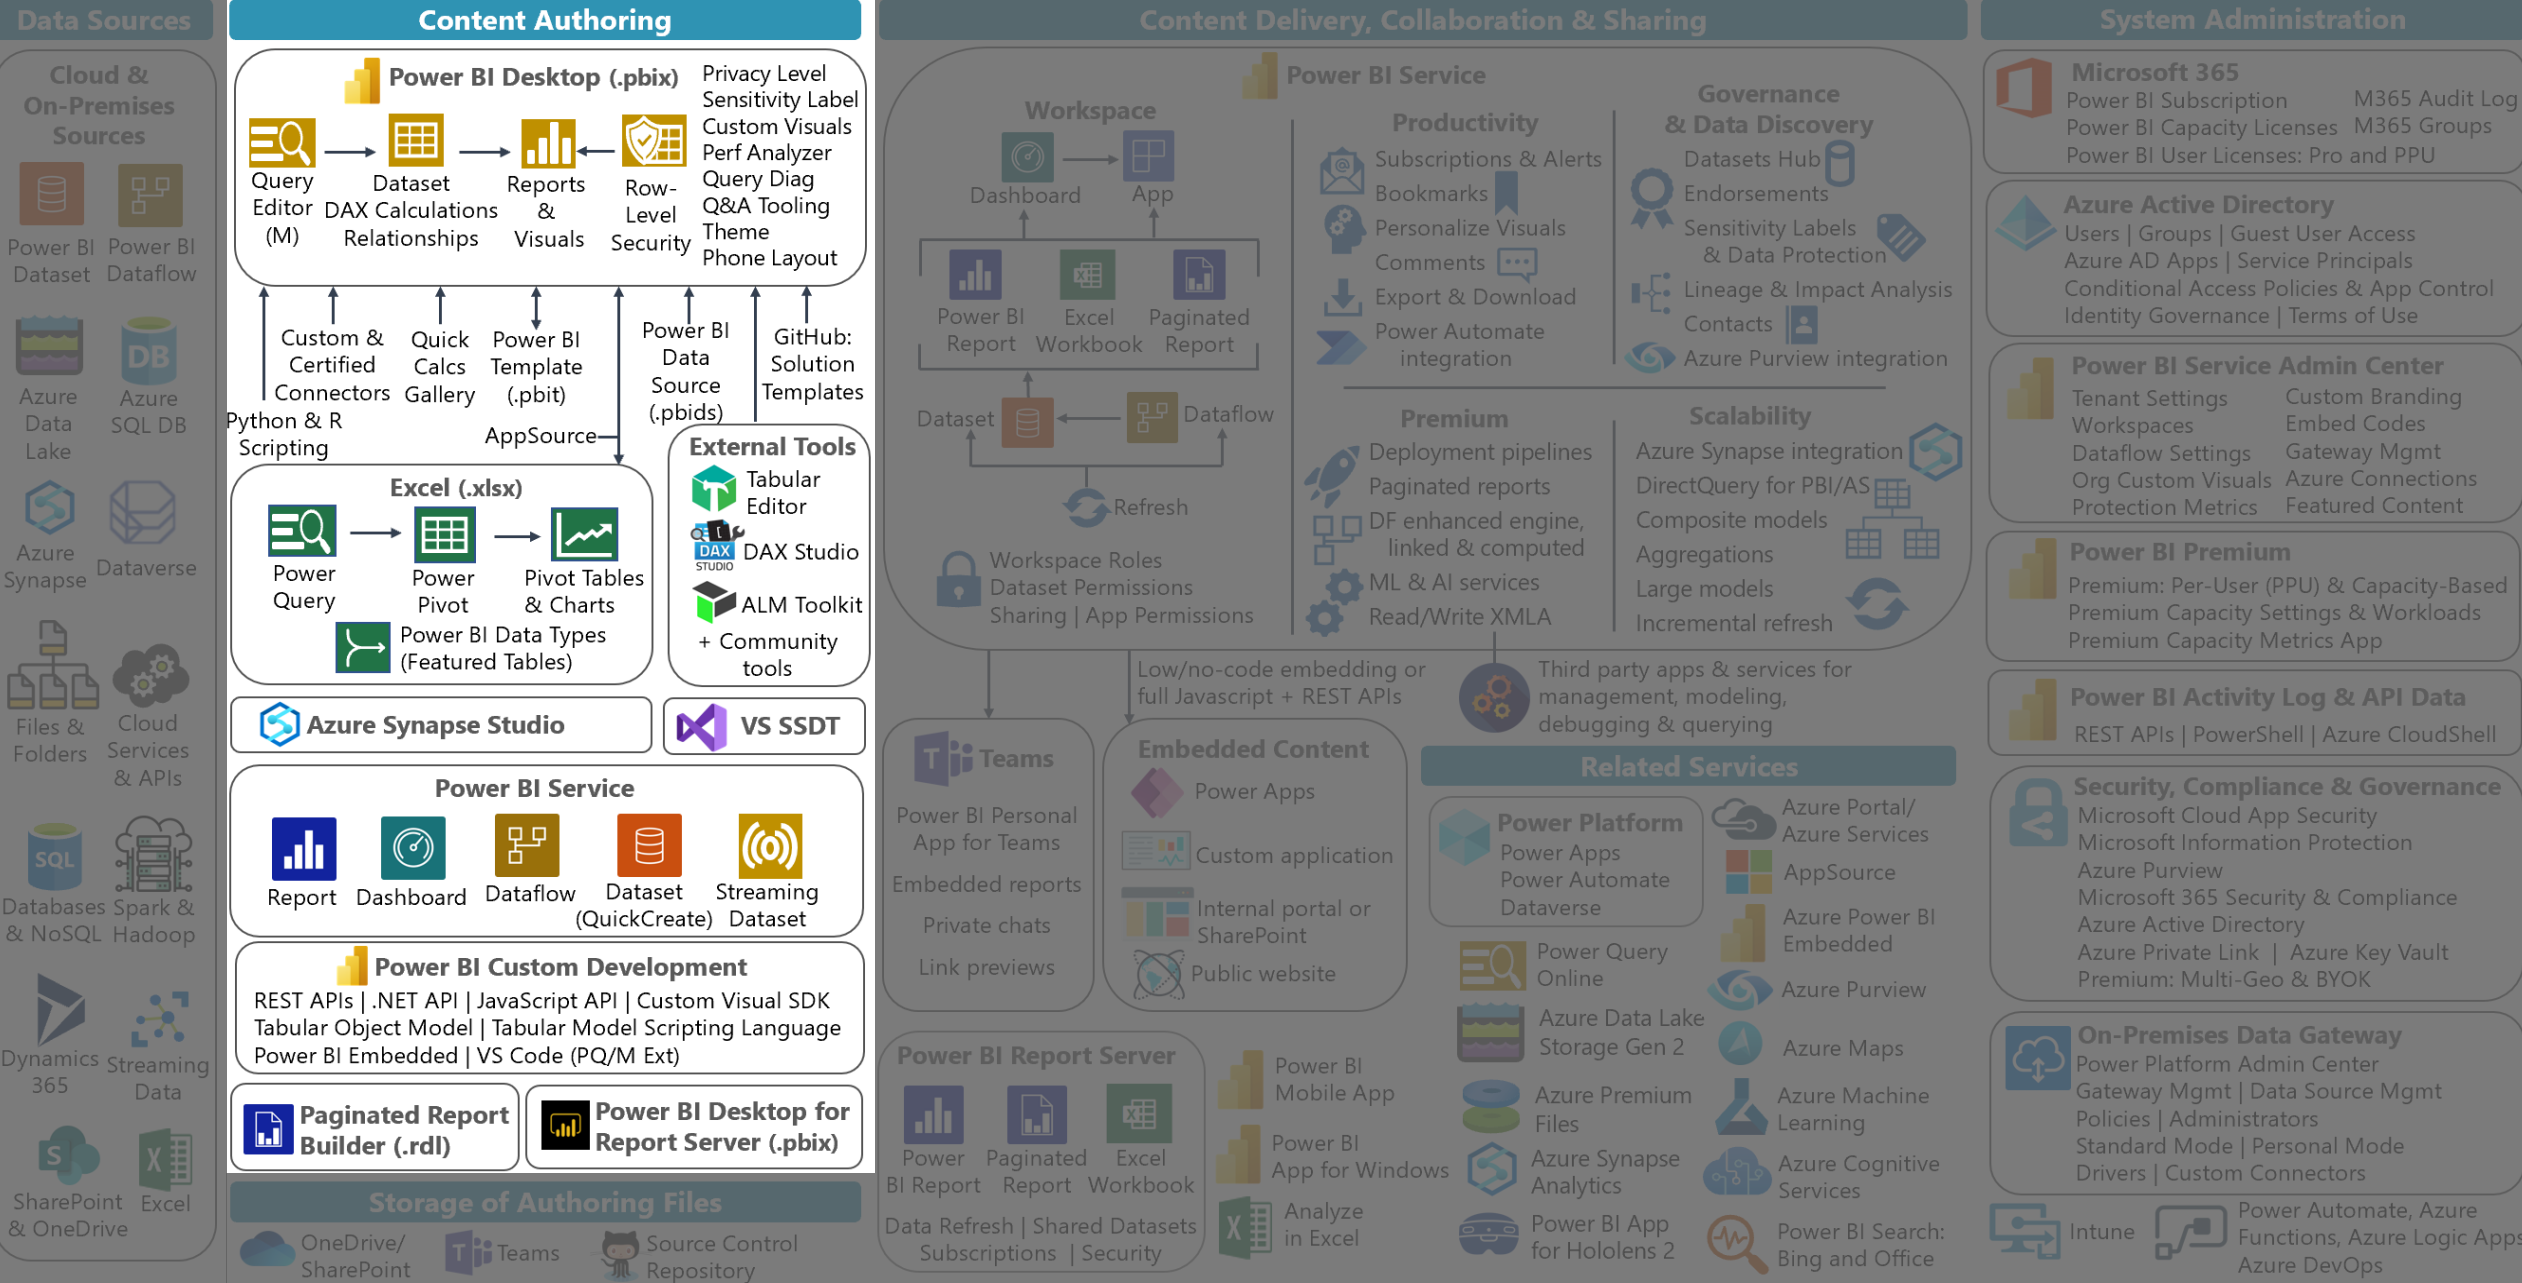 Data Sources
Cloud &
On-Premises
Sources
Power BI
Dataset
Power BI
Dataflow
Azure
Data
Lake
DB
Azure
SQL DB
Azure
Synapse
Dataverse
Files &
Folders
Cloud
Services
& APIs
SQL
Databases
& NoSQL
Spark &
Hadoop
Dynamics
365
Streaming
Data
S
SharePoint
& OneDrive
X
Excel
Content Authoring
Power BI Desktop (.pbix)
Query
Editor
(M)
Dataset
DAX Calculations
Relationships
Reports
&
Visuals
Row-
Level
Security
Privacy Level
Sensitivity Label
Custom Visuals
Perf Analyzer
Query Diag
Q&A Tooling
Theme
Phone Layout
Python & R
Scripting
Custom &
Certified
Connectors
Quick
Calcs
Gallery
Power BI
Template
(.pbit)
AppSource
Power BI
Data
Source
(.pbids)
GitHub:
Solution
Templates
Excel (.xlsx)
Power
Query
Power
Pivot
Pivot Tables
& Charts
Power BI Data Types
(Featured Tables)
External Tools
Tabular
Editor
DAX
STUDIO
DAX Studio
ALM Toolkit
+ Community
tools
Azure Synapse Studio
VS SSDT
Power BI Service
Report
Dashboard
Dataflow
Dataset
(QuickCreate)
Streaming
Dataset
Power BI Custom Development
REST APIs | .NET API | JavaScript API | Custom Visual SDK
Tabular Object Model | Tabular Model Scripting Language
Power BI Embedded | VS Code (PQ/M Ext)
Paginated Report
Builder (.rdl)
Power BI Desktop for
Report Server (.pbix)
Storage of Authoring Files
OneDrive/
SharePoint
T
Teams
Source Control
Repository
Content Delivery, Collaboration & Sharing
Power BI Service
Workspace
Dashboard
App
Power BI
Report
Excel
Workbook
Paginated
Report
Dataset
Dataflow
Refresh
Workspace Roles
Dataset Permissions
Sharing | App Permissions
Productivity
Subscriptions & Alerts
Bookmarks
Personalize Visuals
Comments
Export & Download
Power Automate
integration
Governance
& Data Discovery
Datasets Hub
Endorsements
Sensitivity Labels
& Data Protection
Lineage & Impact Analysis
Contacts
Azure Purview integration
Premium
Deployment pipelines
Paginated reports
DF enhanced engine,
linked & computed
ML & AI services
Read/Write XMLA
Scalability
Azure Synapse integration
DirectQuery for PBI/AS
Composite models
Aggregations
Large models
Incremental refresh
Low/no-code embedding or
full Javascript + REST APIs
Third party apps & services for
management, modeling,
debugging & querying
T
Teams
Power BI Personal
App for Teams
Embedded reports
Private chats
Link previews
Embedded Content
Power Apps
Custom application
Internal portal or
SharePoint
Public website
Related Services
Power Platform
Power Apps
Power Automate
Dataverse
Azure Portal/
Azure Services
AppSource
Azure Power BI
Embedded
Power Query
Online
Azure Purview
Azure Data Lake
Storage Gen 2
Azure Maps
Azure Premium
Files
Azure Machine
Learning
Azure Synapse
Analytics
Azure Cognitive
Services
Power BI App
for Hololens 2
Power BI Search:
Bing and Office
Power BI Report Server
Power
BI Report
Paginated
Report
Excel
Workbook
Data Refresh | Shared Datasets
Subscriptions | Security
Power BI
Mobile App
Power BI
App for Windows
X
Analyze
in Excel
System Administration
Microsoft 365
Power BI Subscription
Power BI Capacity Licenses
Power BI User Licenses: Pro and PPU
M365 Audit Log
M365 Groups
Azure Active Directory
Users | Groups | Guest User Access
Azure AD Apps | Service Principals
Conditional Access Policies & App Control
Identity Governance | Terms of Use
Power BI Service Admin Center
Tenant Settings
Workspaces
Dataflow Settings
Org Custom Visuals
Protection Metrics
Custom Branding
Embed Codes
Gateway Mgmt
Azure Connections
Featured Content
Power BI Premium
Premium: Per-User (PPU) & Capacity-Based
Premium Capacity Settings & Workloads
Premium Capacity Metrics App
Power BI Activity Log & API Data
REST APIs | PowerShell | Azure CloudShell
Security, Compliance & Governance
Microsoft Cloud App Security
Microsoft Information Protection
Azure Purview
Microsoft 365 Security & Compliance
Azure Active Directory
Azure Private Link | Azure Key Vault
Premium: Multi-Geo & BYOK
On-Premises Data Gateway
Power Platform Admin Center
Gateway Mgmt | Data Source Mgmt
Policies | Administrators
Standard Mode | Personal Mode
Drivers | Custom Connectors
Intune
Power Automate, Azure
Functions, Azure Logic Apps
Azure DevOps